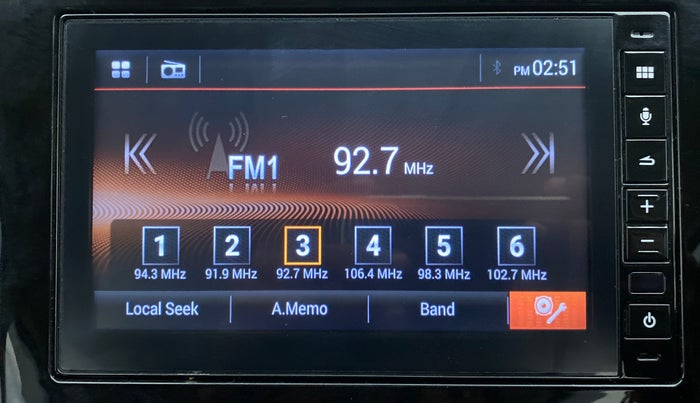 PM 02:51
FM1 92.7 MHz
1 2 3 4 5 6
94.3 MHz 91.9 MHz 92.7 MHz 106.4 MHz 98.3 MHz 102.7 MHz
Local Seek A.Memo Band